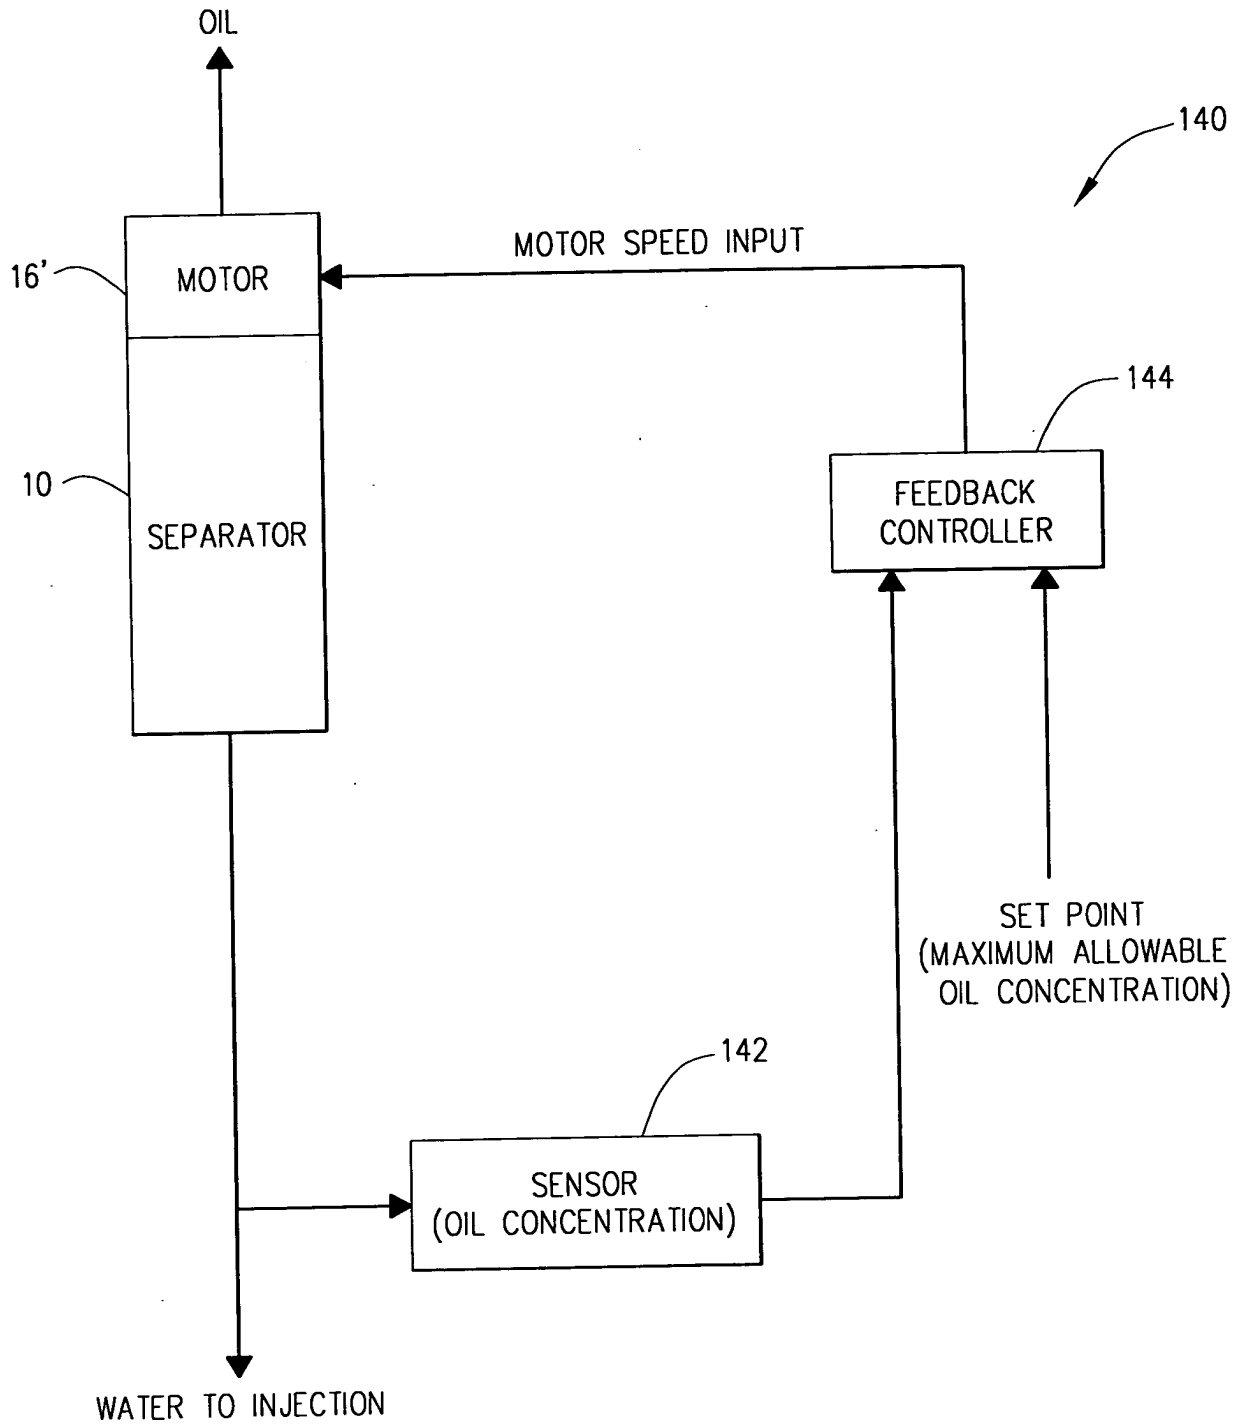 OIL
140
MOTOR SPEED INPUT
16'
MOTOR
144
10
FEEDBACK
CONTROLLER
SEPARATOR
SET POINT
(MAXIMUM ALLOWABLE
OIL CONCENTRATION)
142
SENSOR
(OIL CONCENTRATION)
WATER TO INJECTION